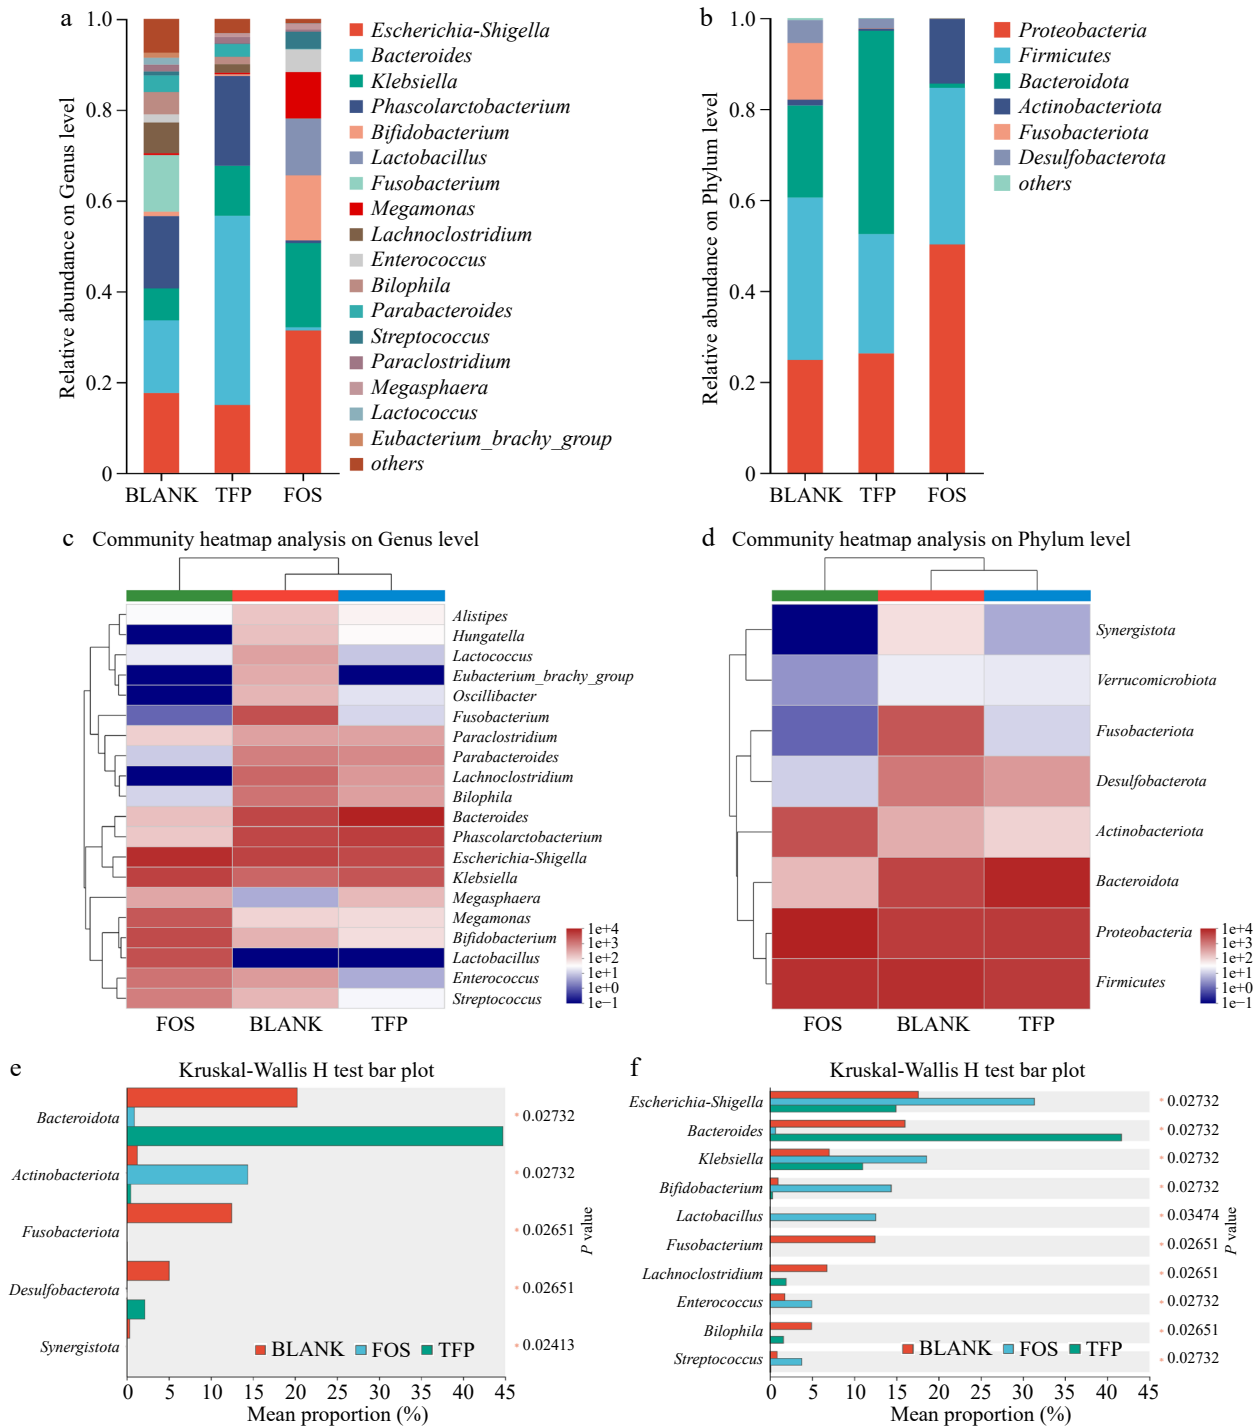 a
Relative abundance on Genus level
1.0
0.8
0.6
0.4
0.2
0
BLANK TFP FOS
Escherichia-Shigella
Bacteroides
Klebsiella
Phascolarctobacterium
Bifidobacterium
Lactobacillus
Fusobacterium
Megamonas
Lachnoclostridium
Enterococcus
Bilophila
Parabacteroides
Streptococcus
Paraclostridium
Megasphaera
Lactococcus
Eubacterium_brachy_group
others
b
Relative abundance on Phylum level
1.0
0.8
0.6
0.4
0.2
0
BLANK TFP FOS
Proteobacteria
Firmicutes
Bacteroidota
Actinobacteriota
Fusobacteriota
Desulfobacterota
others
c Community heatmap analysis on Genus level
Alistipes
Hungatella
Lactococcus
Eubacterium_brachy_group
Oscillibacter
Fusobacterium
Paraclostridium
Parabacteroides
Lachnoclostridium
Bilophila
Bacteroides
Phascolarctobacterium
Escherichia-Shigella
Klebsiella
Megasphaera
Megamonas
Bifidobacterium
Lactobacillus
Enterococcus
Streptococcus
1e+4
1e+3
1e+2
1e+1
1e+0
1e−1
FOS BLANK TFP
d Community heatmap analysis on Phylum level
Synergistota
Verrucomicrobiota
Fusobacteriota
Desulfobacterota
Actinobacteriota
Bacteroidota
Proteobacteria
Firmicutes
1e+4
1e+3
1e+2
1e+1
1e+0
1e−1
FOS BLANK TFP
e Kruskal-Wallis H test bar plot
Bacteroidota * 0.02732
Actinobacteriota * 0.02732
Fusobacteriota * 0.02651
Desulfobacterota * 0.02651
Synergistota * 0.02413
P value
BLANK FOS TFP
0 5 10 15 20 25 30 35 40 45
Mean proportion (%)
f Kruskal-Wallis H test bar plot
Escherichia-Shigella * 0.02732
Bacteroides * 0.02732
Klebsiella * 0.02732
Bifidobacterium * 0.02732
Lactobacillus * 0.03474
Fusobacterium * 0.02651
Lachnoclostridium * 0.02651
Enterococcus * 0.02732
Bilophila * 0.02651
Streptococcus * 0.02732
P value
BLANK FOS TFP
0 5 10 15 20 25 30 35 40 45
Mean proportion (%)